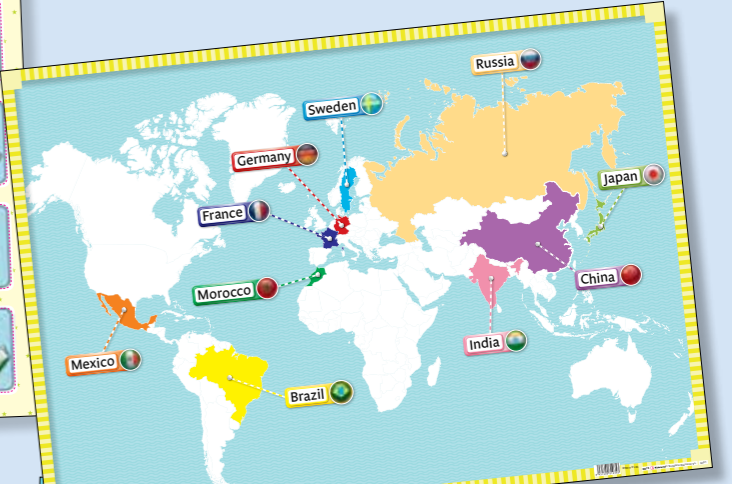 Russia
Sweden
Germany
Japan
France
China
Morocco
India
Mexico
Brazil